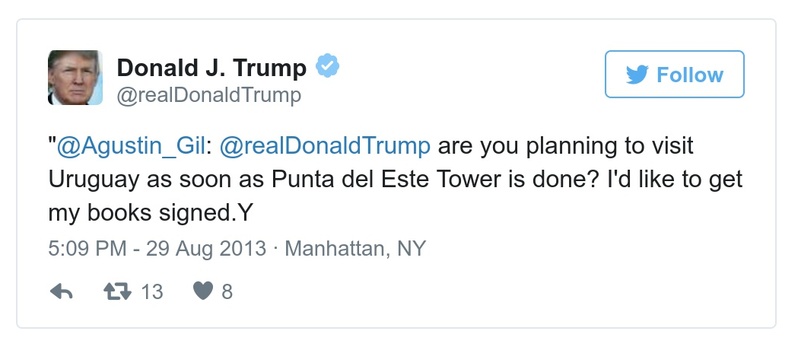 Donald J. Trump
@realDonaldTrump
Follow
"@Agustin_Gil: @realDonaldTrump are you planning to visit
Uruguay as soon as Punta del Este Tower is done? I'd like to get
my books signed.Y
5:09 PM - 29 Aug 2013 · Manhattan, NY
13 8